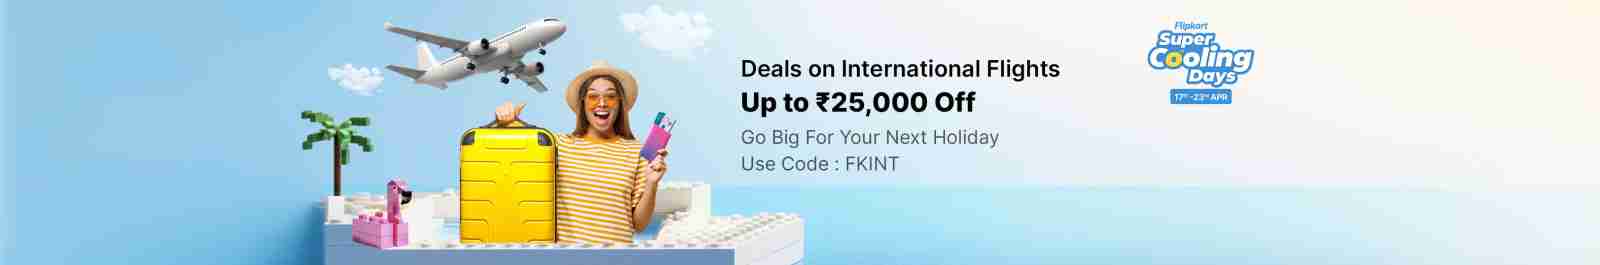 Deals on International Flights
Up to ₹25,000 Off
Go Big For Your Next Holiday
Use Code : FKINT
Flipkart
Super
Cooling
Days
17th -23rd APR